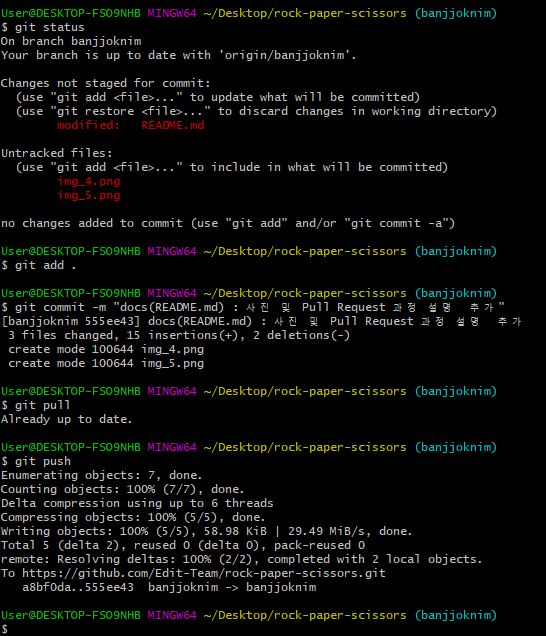 User@DESKTOP-FSO9NHB MINGW64 ~/Desktop/rock-paper-scissors (banjjoknim)
$ git status
On branch banjjoknim
Your branch is up to date with 'origin/banjjoknim'.
Changes not staged for commit:
(use "git add <file>..." to update what will be committed)
(use "git restore <file>..." to discard changes in working directory)
modified:   README.md
Untracked files:
(use "git add <file>..." to include in what will be committed)
img_4.png
img_5.png
no changes added to commit (use "git add" and/or "git commit -a")
User@DESKTOP-FSO9NHB MINGW64 ~/Desktop/rock-paper-scissors (banjjoknim)
$ git add .
User@DESKTOP-FSO9NHB MINGW64 ~/Desktop/rock-paper-scissors (banjjoknim)
$ git commit -m "docs(README.md) : 사진 및 Pull Request 과정 설명 추가"
[banjjoknim 555ee43] docs(README.md) : 사진 및 Pull Request 과정 설명 추가
3 files changed, 15 insertions(+), 2 deletions(-)
create mode 100644 img_4.png
create mode 100644 img_5.png
User@DESKTOP-FSO9NHB MINGW64 ~/Desktop/rock-paper-scissors (banjjoknim)
$ git pull
Already up to date.
User@DESKTOP-FSO9NHB MINGW64 ~/Desktop/rock-paper-scissors (banjjoknim)
$ git push
Enumerating objects: 7, done.
Counting objects: 100% (7/7), done.
Delta compression using up to 6 threads
Compressing objects: 100% (5/5), done.
Writing objects: 100% (5/5), 58.98 KiB | 29.49 MiB/s, done.
Total 5 (delta 2), reused 0 (delta 0), pack-reused 0
remote: Resolving deltas: 100% (2/2), completed with 2 local objects.
To https://github.com/Edit-Team/rock-paper-scissors.git
a8bf0da..555ee43  banjjoknim -> banjjoknim
User@DESKTOP-FSO9NHB MINGW64 ~/Desktop/rock-paper-scissors (banjjoknim)
$